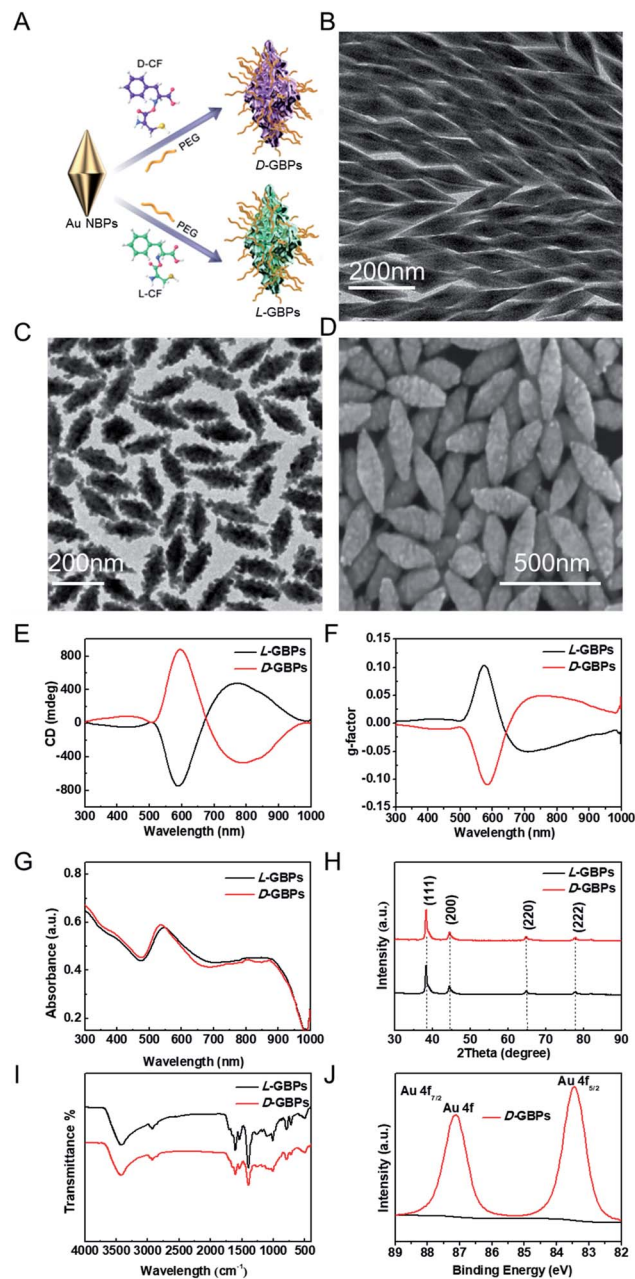 A
D-CF
PEG
D-GBPs
Au NBPs
PEG
L-CF
L-GBPs
B
200nm
C
200nm
D
500nm
E
L-GBPs
D-GBPs
CD (mdeg)
800
400
0
-400
-800
300 400 500 600 700 800 900 1000
Wavelength (nm)
F
L-GBPs
D-GBPs
g-factor
0.15
0.10
0.05
0.00
-0.05
-0.10
-0.15
300 400 500 600 700 800 900 1000
Wavelength (nm)
G
L-GBPs
D-GBPs
Absorbance (a.u.)
0.8
0.6
0.4
0.2
300 400 500 600 700 800 900 1000
Wavelength (nm)
H
L-GBPs
D-GBPs
(111)
(200)
(220)
(222)
Intensity (a.u.)
30 40 50 60 70 80 90
2Theta (degree)
I
L-GBPs
D-GBPs
Transmittance %
4000 3500 3000 2500 2000 1500 1000 500
Wavelength (cm-1)
J
Au 4f7/2
Au 4f
Au 4f5/2
D-GBPs
Intensity (a.u.)
89 88 87 86 85 84 83 82
Binding Energy (eV)